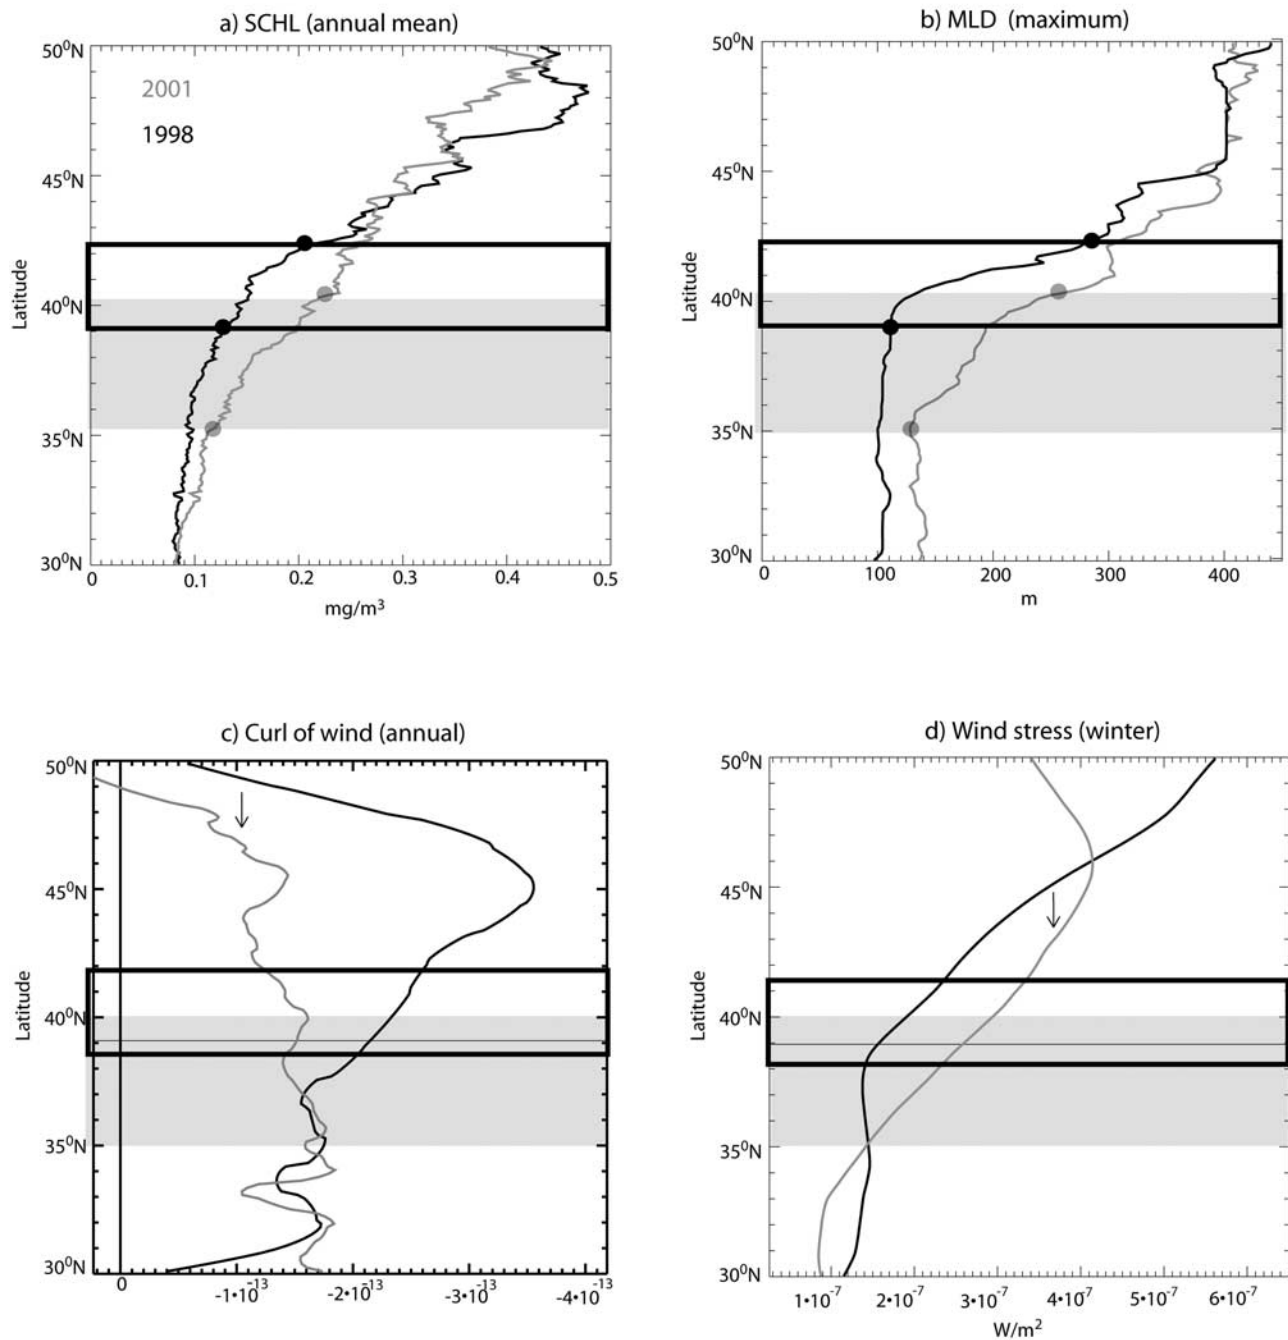 a) SCHL (annual mean)
50⁰N
45⁰N
40⁰N
35⁰N
30⁰N
Latitude
2001
1998
0 0.1 0.2 0.3 0.4 0.5
mg/m³
b) MLD (maximum)
50⁰N
45⁰N
40⁰N
35⁰N
30⁰N
Latitude
0 100 200 300 400
m
c) Curl of wind (annual)
50⁰N
45⁰N
40⁰N
35⁰N
30⁰N
Latitude
0 -1•10⁻¹³ -2•10⁻¹³ -3•10⁻¹³ -4•10⁻¹³
d) Wind stress (winter)
50⁰N
45⁰N
40⁰N
35⁰N
30⁰N
Latitude
1•10⁻⁷ 2•10⁻⁷ 3•10⁻⁷ 4•10⁻⁷ 5•10⁻⁷ 6•10⁻⁷
W/m²